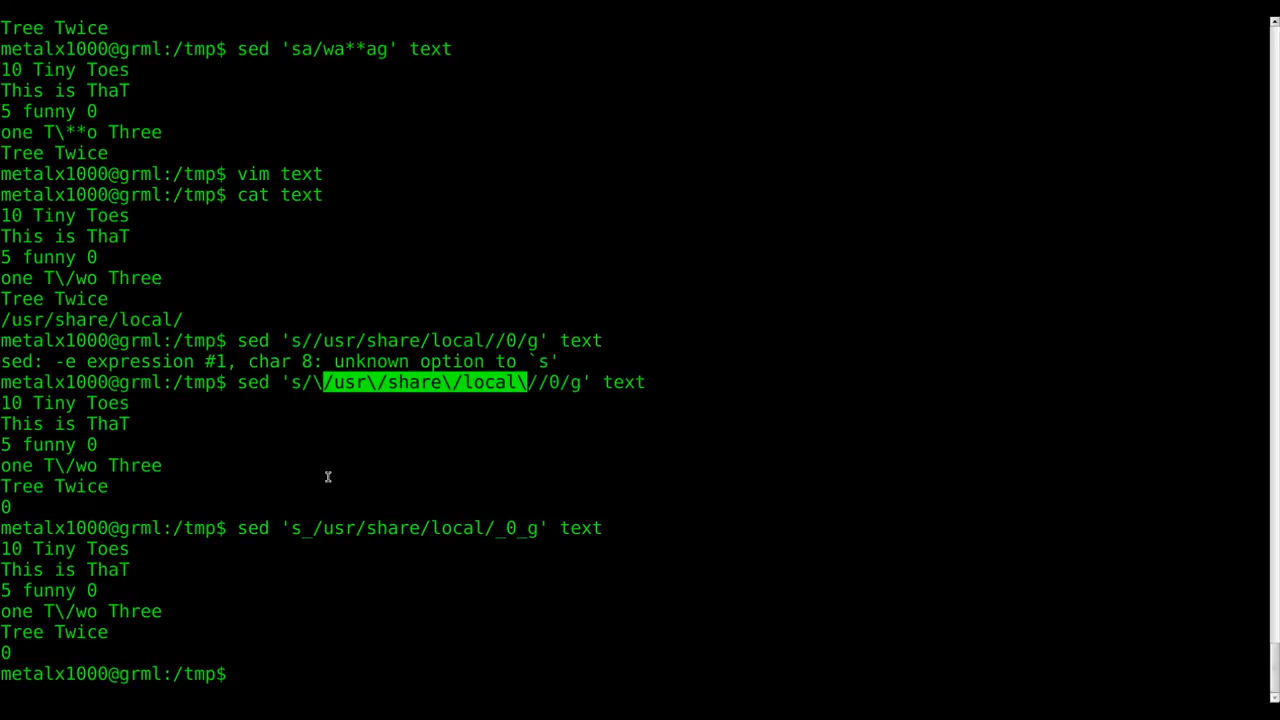 Tree Twice
metalx1000@grml:/tmp$ sed 'sa/wa**ag' text
10 Tiny Toes
This is ThaT
5 funny 0
one T\**o Three
Tree Twice
metalx1000@grml:/tmp$ vim text
metalx1000@grml:/tmp$ cat text
10 Tiny Toes
This is ThaT
5 funny 0
one T\/wo Three
Tree Twice
/usr/share/local/
metalx1000@grml:/tmp$ sed 's//usr/share/local//0/g' text
sed: -e expression #1, char 8: unknown option to `s'
metalx1000@grml:/tmp$ sed 's/\/usr\/share\/local\//0/g' text
10 Tiny Toes
This is ThaT
5 funny 0
one T\/wo Three
Tree Twice
0
metalx1000@grml:/tmp$ sed 's_/usr/share/local/_0_g' text
10 Tiny Toes
This is ThaT
5 funny 0
one T\/wo Three
Tree Twice
0
metalx1000@grml:/tmp$